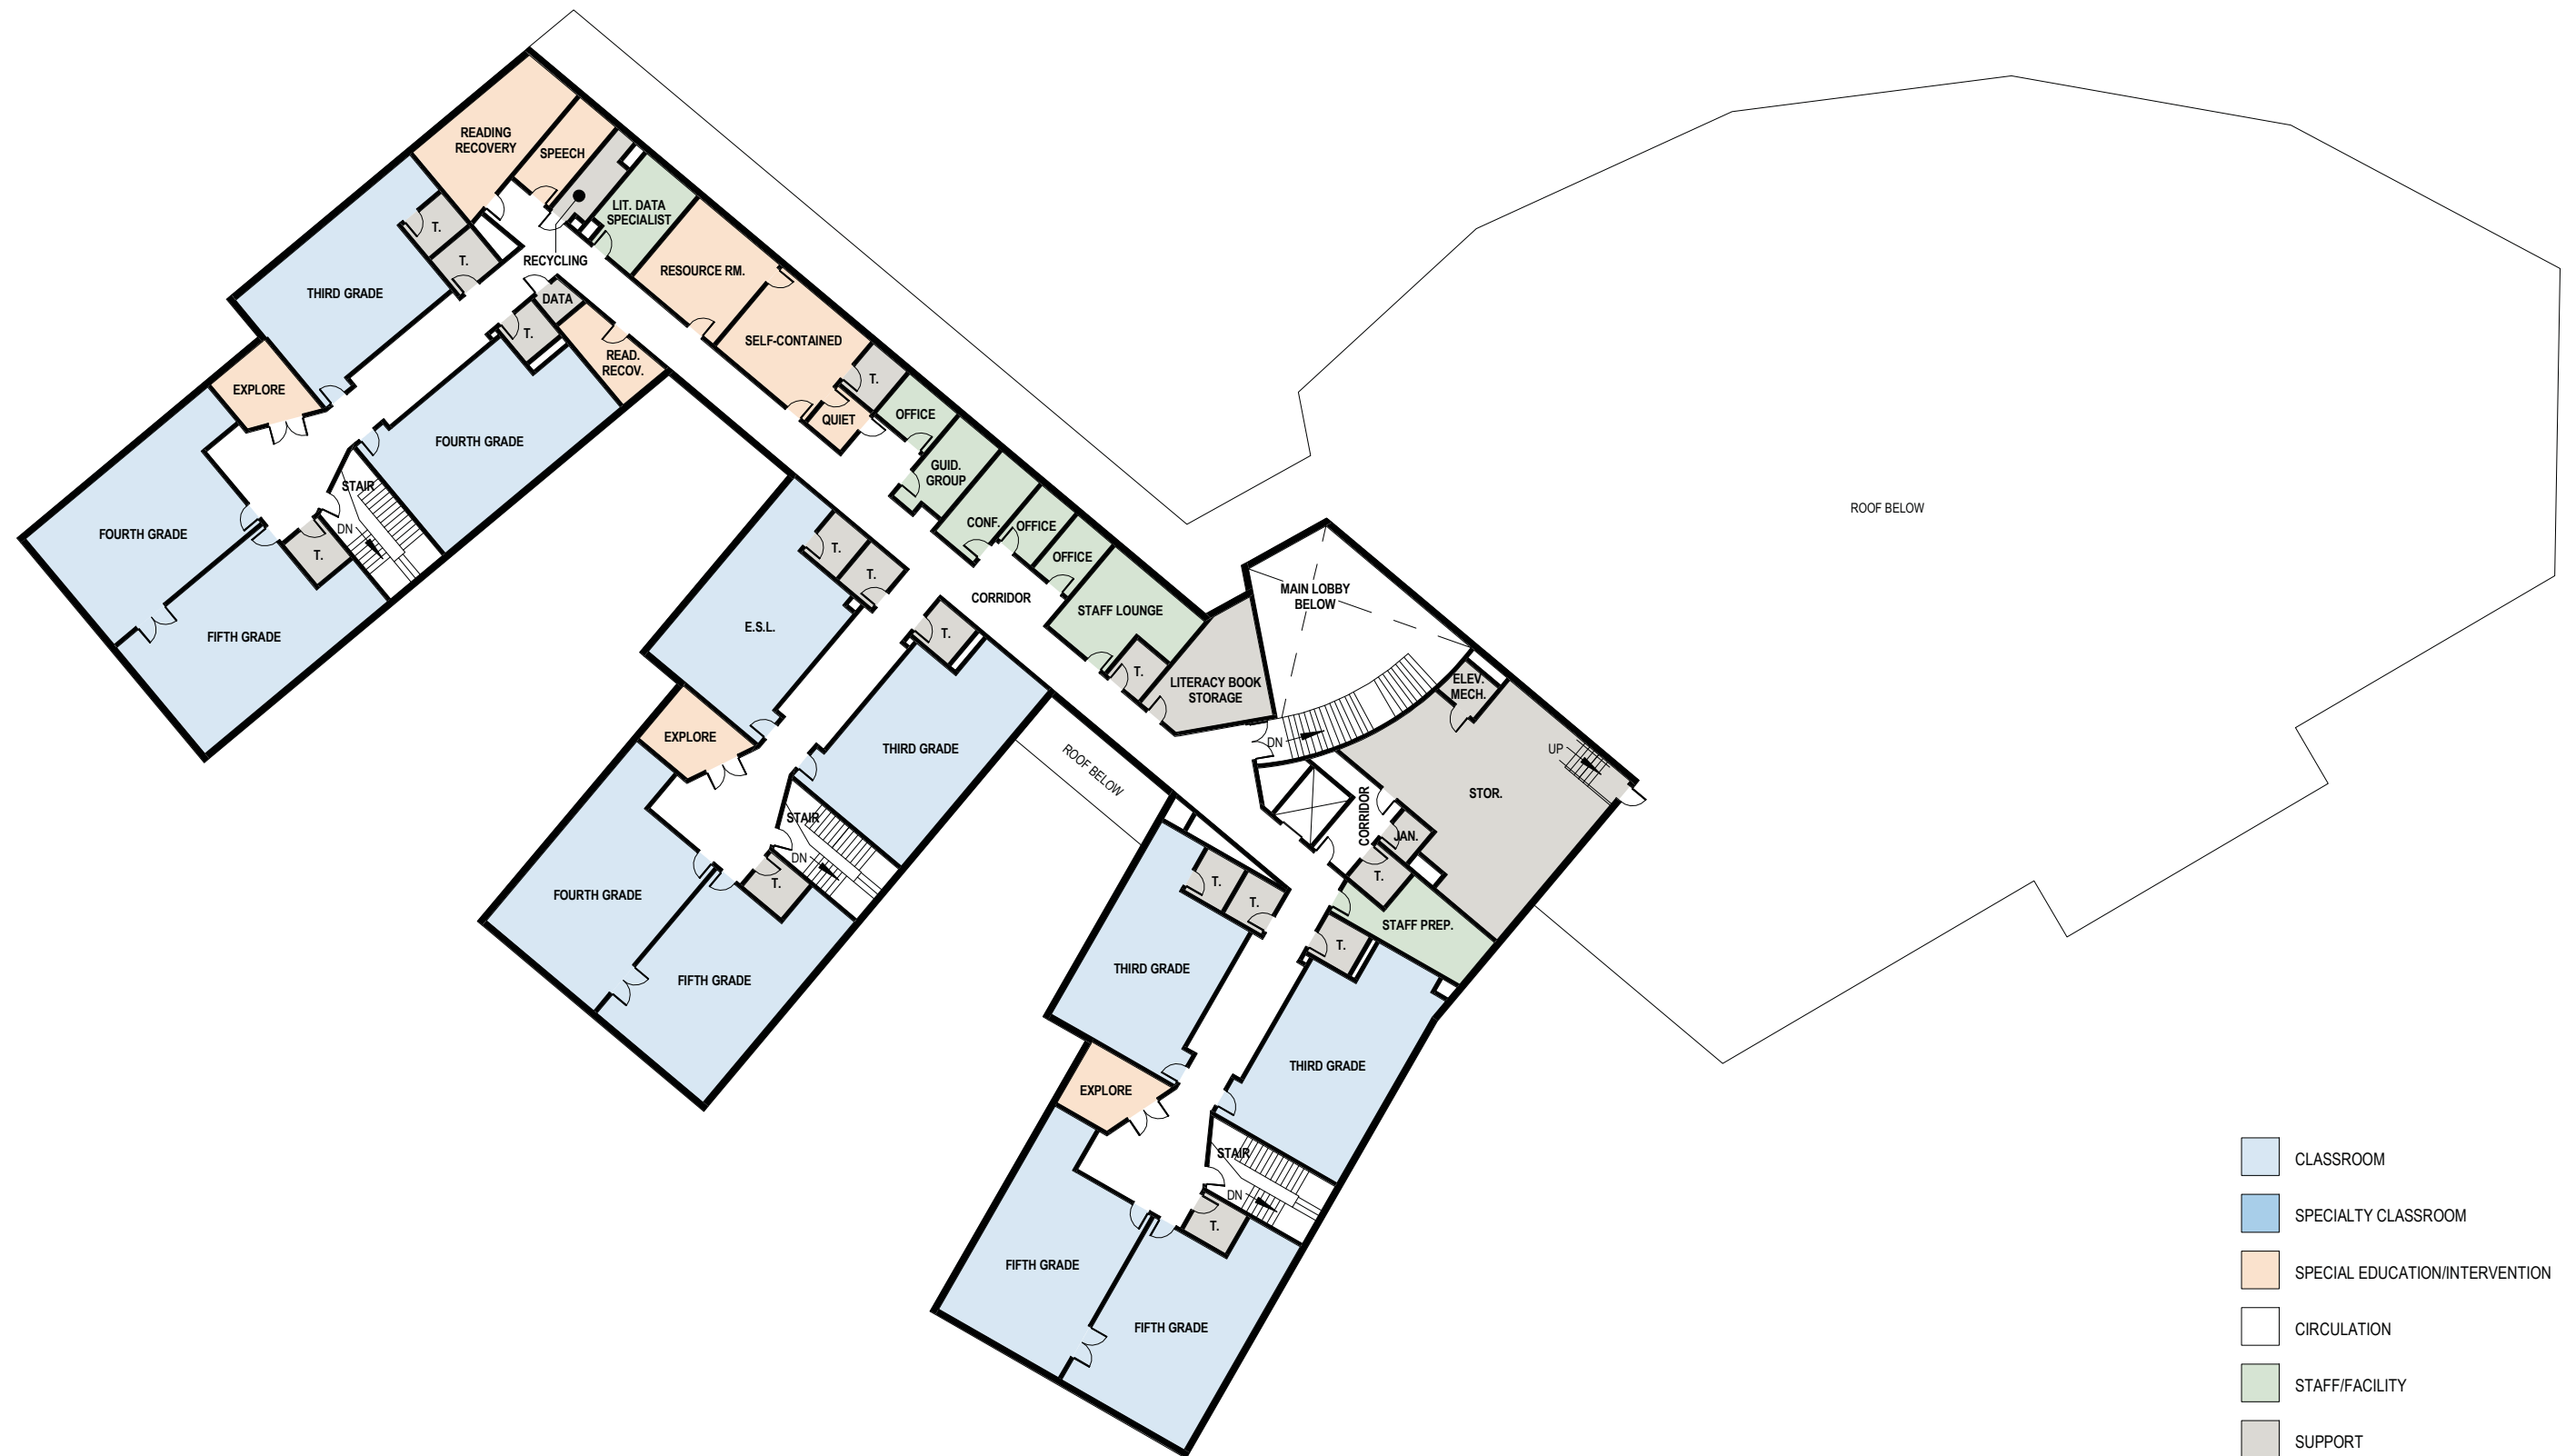 READING
RECOVERY
SPEECH
LIT. DATA
SPECIALIST
T.
T.
RECYCLING
RESOURCE RM.
THIRD GRADE
DATA
T.
SELF-CONTAINED
READ.
RECOV.
EXPLORE
T.
QUIET
OFFICE
FOURTH GRADE
GUID.
GROUP
STAIR
DN
FOURTH GRADE
T.
FIFTH GRADE
CONF.
OFFICE
OFFICE
ROOF BELOW
T.
T.
CORRIDOR
STAFF LOUNGE
MAIN LOBBY
BELOW
E.S.L.
T.
T.
LITERACY BOOK
STORAGE
ELEV.
MECH.
EXPLORE
THIRD GRADE
ROOF BELOW
DN
UP
STOR.
STAIR
DN
CORRIDOR
JAN.
T.
FOURTH GRADE
T.
T.
T.
STAFF PREP.
T.
FIFTH GRADE
THIRD GRADE
THIRD GRADE
EXPLORE
STAIR
DN
T.
FIFTH GRADE
FIFTH GRADE
CLASSROOM
SPECIALTY CLASSROOM
SPECIAL EDUCATION/INTERVENTION
CIRCULATION
STAFF/FACILITY
SUPPORT